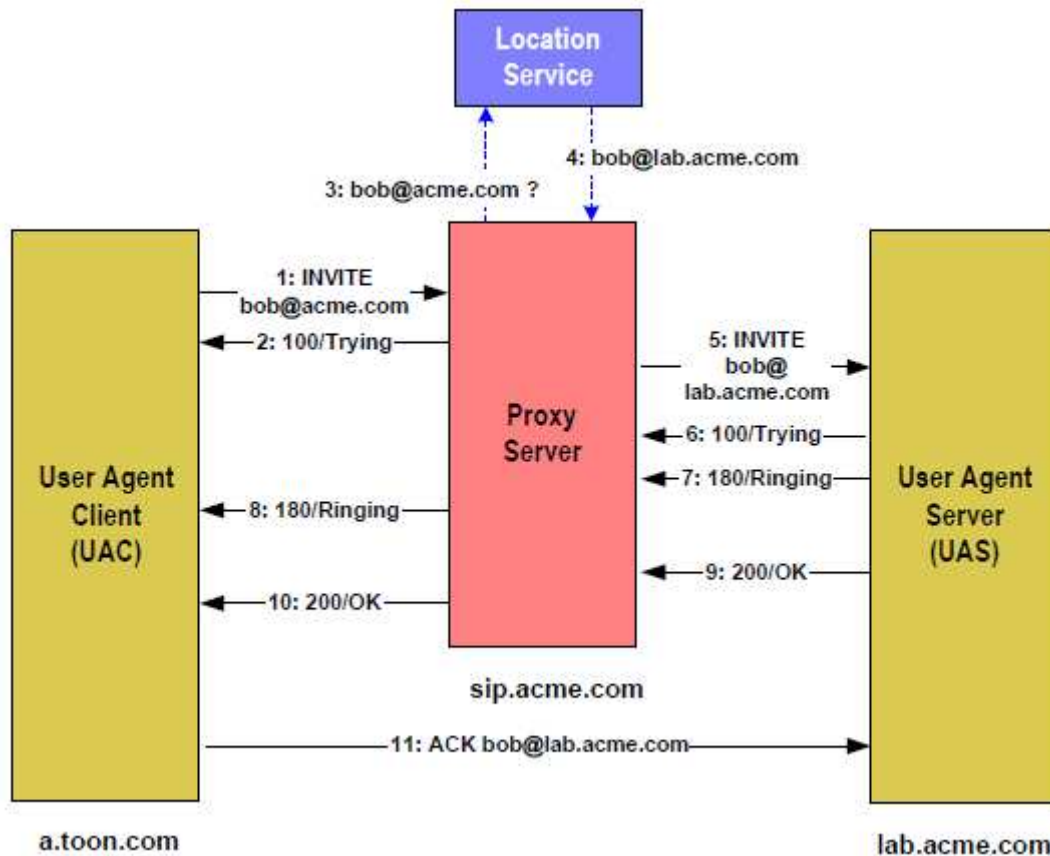 Location
Service
4: bob@lab.acme.com
3: bob@acme.com ?
1: INVITE
bob@acme.com
2: 100/Trying
5: INVITE
bob@
lab.acme.com
Proxy
Server
6: 100/Trying
7: 180/Ringing
User Agent
Client
(UAC)
8: 180/Ringing
User Agent
Server
(UAS)
9: 200/OK
10: 200/OK
sip.acme.com
11: ACK bob@lab.acme.com
a.toon.com
lab.acme.com